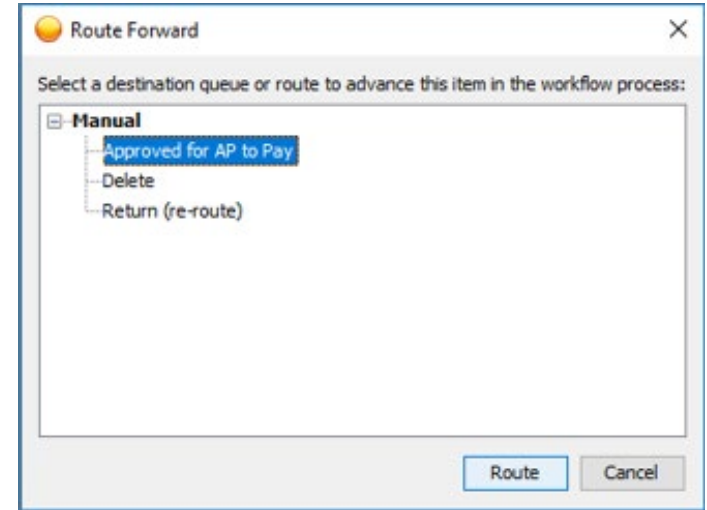 Route Forward
Select a destination queue or route to advance this item in the workflow process:
Manual
Approved for AP to Pay
Delete
Return (re-route)
Route Cancel